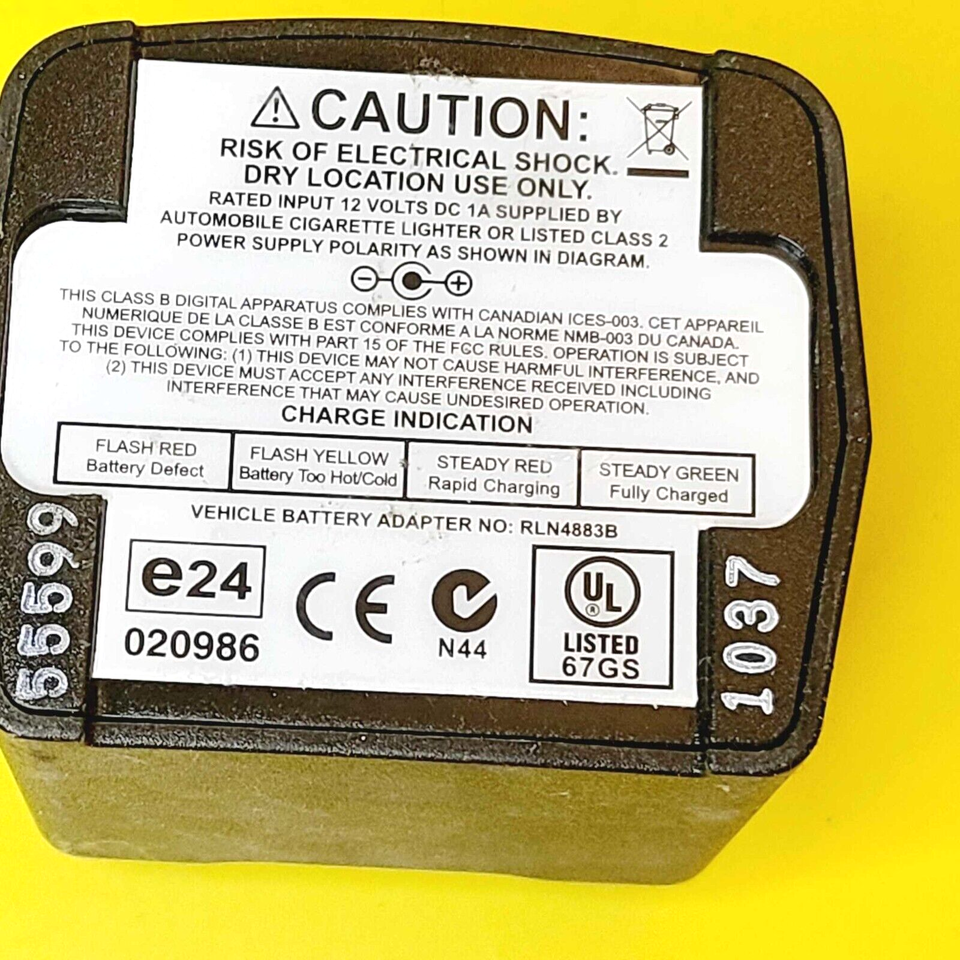 CAUTION:
RISK OF ELECTRICAL SHOCK.
DRY LOCATION USE ONLY.
RATED INPUT 12 VOLTS DC 1A SUPPLIED BY
AUTOMOBILE CIGARETTE LIGHTER OR LISTED CLASS 2
POWER SUPPLY POLARITY AS SHOWN IN DIAGRAM.
THIS CLASS B DIGITAL APPARATUS COMPLIES WITH CANADIAN ICES-003. CET APPAREIL
NUMERIQUE DE LA CLASSE B EST CONFORME A LA NORME NMB-003 DU CANADA.
THIS DEVICE COMPLIES WITH PART 15 OF THE FCC RULES. OPERATION IS SUBJECT
TO THE FOLLOWING: (1) THIS DEVICE MAY NOT CAUSE HARMFUL INTERFERENCE, AND
(2) THIS DEVICE MUST ACCEPT ANY INTERFERENCE RECEIVED INCLUDING
INTERFERENCE THAT MAY CAUSE UNDESIRED OPERATION.
CHARGE INDICATION
FLASH RED
Battery Defect
FLASH YELLOW
Battery Too Hot/Cold
STEADY RED
Rapid Charging
STEADY GREEN
Fully Charged
VEHICLE BATTERY ADAPTER NO: RLN4883B
e24
020986
CE
N44
UL
®
LISTED
67GS
55599
1037